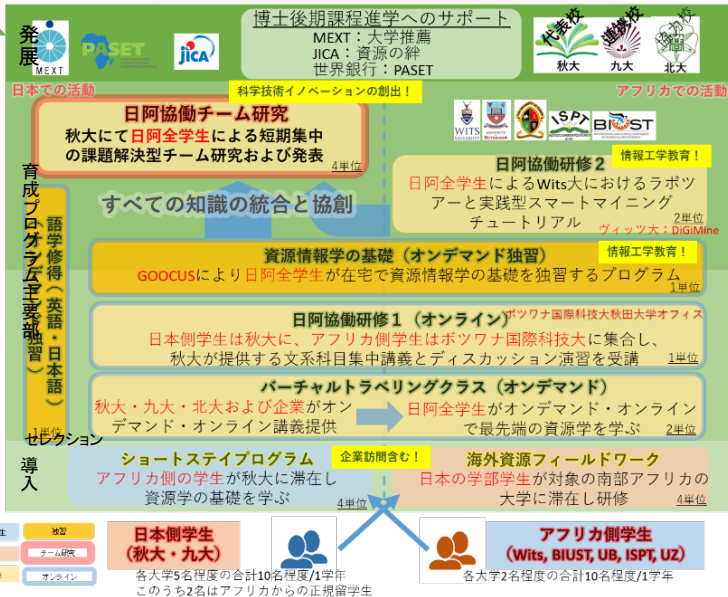 発展
MEXT
PASET
JICA
博士後期課程進学へのサポート
MEXT：大学推薦
JICA：資源の絆
世界銀行：PASET
代表校
秋大
連携校
九大
協力校
北大
日本での活動
科学技術イノベーションの創出！
アフリカでの活動
日阿協働チーム研究
秋大にて日阿全学生による短期集中
の課題解決型チーム研究および発表
4単位
WITS
ISPT
BIUST
情報工学教育！
日阿協働研修２
日阿全学生によるWits大におけるラボツ
アーと実践型スマートマイニング
チュートリアル
2単位
ヴィッツ大：DiGiMine
すべての知識の統合と協創
育成プログラム主要部
語学修得（英語・日本語）
（オンデマンド独習）
1単位
資源情報学の基礎（オンデマンド独習）
情報工学教育！
GOOCUSにより日阿全学生が在宅で資源情報学の基礎を独習するプログラム
1単位
日阿協働研修１（オンライン）
ボツワナ国際科技大秋田大学オフィス
日本側学生は秋大に、アフリカ側学生はボツワナ国際科技大に集合し、
秋大が提供する文系科目集中講義とディスカッション演習を受講
1単位
バーチャルトラベリングクラス（オンデマンド）
秋大・九大・北大および企業がオン
デマンド・オンライン講義提供
日阿全学生がオンデマンド・オンライン
で最先端の資源学を学ぶ
2単位
セレクション
導入
ショートステイプログラム
アフリカ側の学生が秋大に滞在し
資源学の基礎を学ぶ
4単位
企業訪問含む！
海外資源フィールドワーク
日本の学部学生が対象の南部アフリカの
大学に滞在し研修
4単位
生
独習
チーム研究
オンライン
日本側学生
（秋大・九大）
アフリカ側学生
（Wits, BIUST, UB, ISPT, UZ）
各大学5名程度の合計10名程度/1学年
このうち2名はアフリカからの正規留学生
各大学2名程度の合計10名程度/1学年